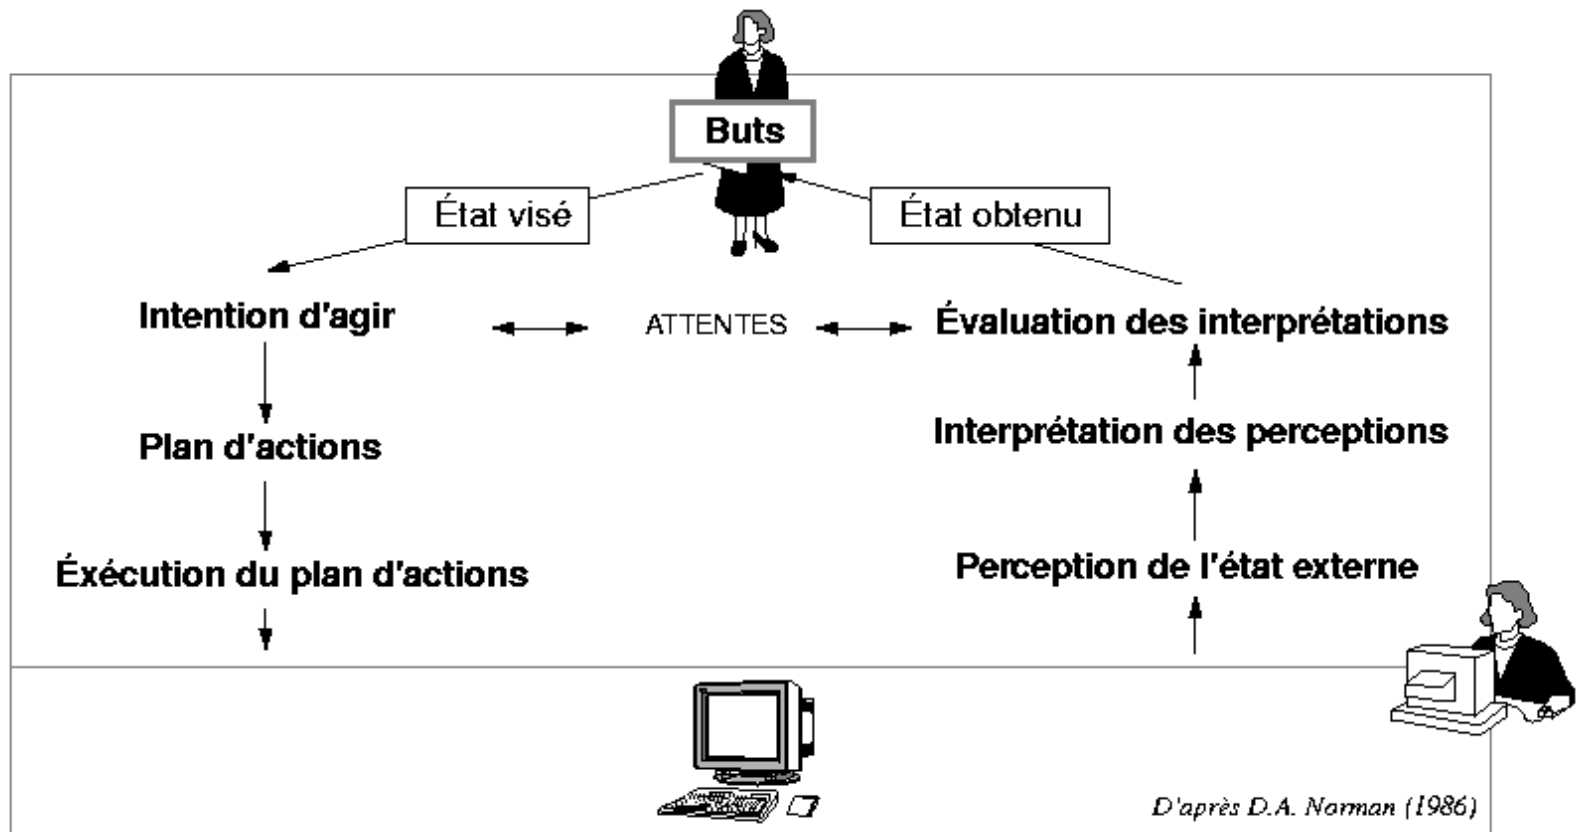 Buts
État visé
État obtenu
Intention d'agir
ATTENTES
Évaluation des interprétations
Plan d'actions
Interprétation des perceptions
Éxécution du plan d'actions
Perception de l'état externe
D'après D.A. Norman (1986)